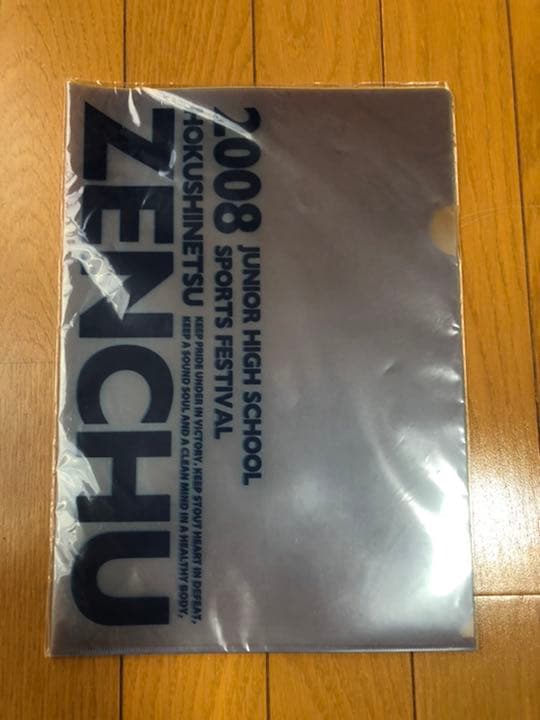 2008 JUNIOR HIGH SCHOOL
SPORTS FESTIVAL
HOKUSHINETSU
KEEP PRIDE UNDER IN VICTORY, KEEP STOUT HEART IN DEFEAT,
KEEP A SOUND SOUL AND A CLEAN MIND IN A HEALTHY BODY,
ZENCHU